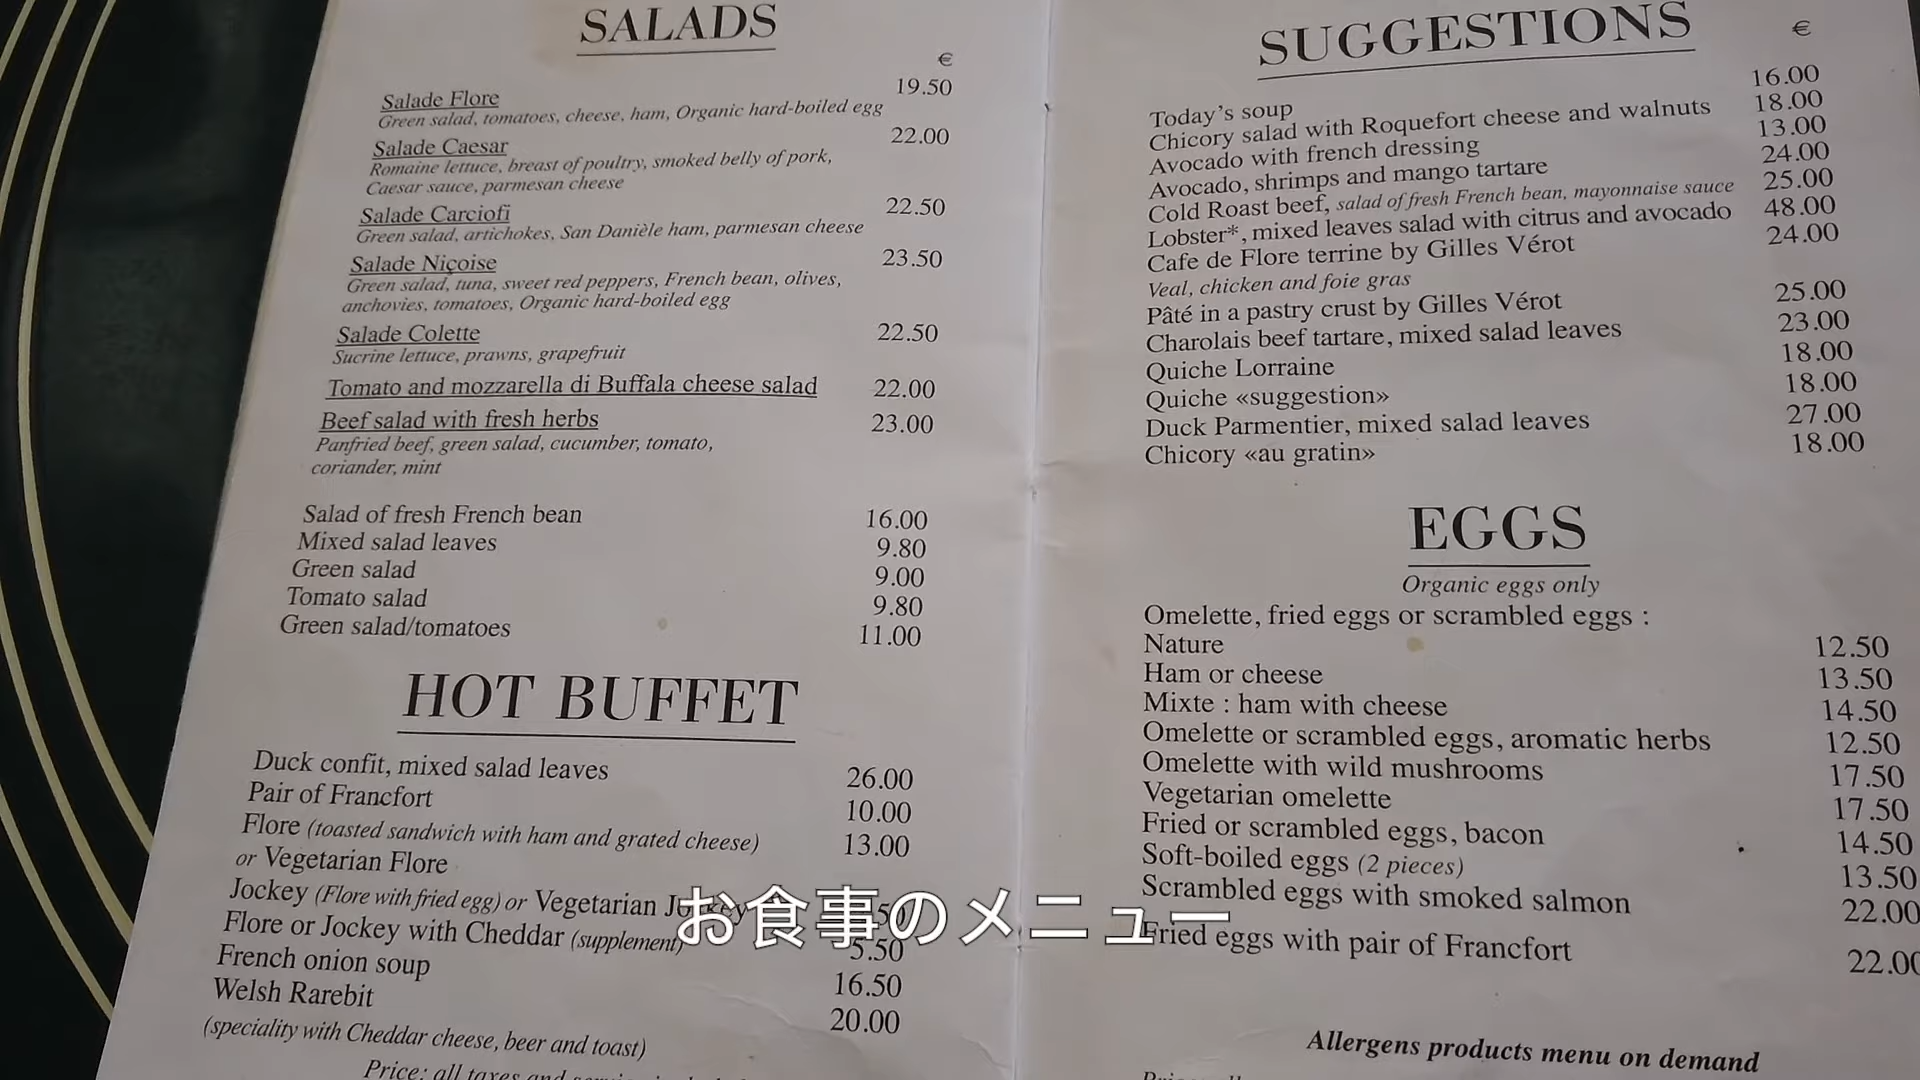 SALADS
€
Salade Flore 19.50
Green salad, tomatoes, cheese, ham, Organic hard-boiled egg
Salade Caesar 22.00
Romaine lettuce, breast of poultry, smoked belly of pork,
Caesar sauce, parmesan cheese
Salade Carciofi 22.50
Green salad, artichokes, San Danièle ham, parmesan cheese
Salade Niçoise 23.50
Green salad, tuna, sweet red peppers, French bean, olives,
anchovies, tomatoes, Organic hard-boiled egg
Salade Colette 22.50
Sucrine lettuce, prawns, grapefruit
Tomato and mozzarella di Buffala cheese salad 22.00
Beef salad with fresh herbs 23.00
Panfried beef, green salad, cucumber, tomato,
coriander, mint
Salad of fresh French bean 16.00
Mixed salad leaves 9.80
Green salad 9.00
Tomato salad 9.80
Green salad/tomatoes 11.00
HOT BUFFET
Duck confit, mixed salad leaves 26.00
Pair of Francfort 10.00
Flore (toasted sandwich with ham and grated cheese) 13.00
or Vegetarian Flore
Jockey (Flore with fried egg) or Vegetarian Jockey
Flore or Jockey with Cheddar (supplement) 5.50
French onion soup 16.50
Welsh Rarebit 20.00
(speciality with Cheddar cheese, beer and toast)
Price: all taxes and
SUGGESTIONS
€
Today's soup 16.00
Chicory salad with Roquefort cheese and walnuts 18.00
Avocado with french dressing 13.00
Avocado, shrimps and mango tartare 24.00
Cold Roast beef, salad of fresh French bean, mayonnaise sauce 25.00
Lobster*, mixed leaves salad with citrus and avocado 48.00
Cafe de Flore terrine by Gilles Vérot 24.00
Veal, chicken and foie gras
Pâté in a pastry crust by Gilles Vérot 25.00
Charolais beef tartare, mixed salad leaves 23.00
Quiche Lorraine 18.00
Quiche «suggestion» 18.00
Duck Parmentier, mixed salad leaves 27.00
Chicory «au gratin» 18.00
EGGS
Organic eggs only
Omelette, fried eggs or scrambled eggs :
Nature 12.50
Ham or cheese 13.50
Mixte : ham with cheese 14.50
Omelette or scrambled eggs, aromatic herbs 12.50
Omelette with wild mushrooms 17.50
Vegetarian omelette 17.50
Fried or scrambled eggs, bacon 14.50
Soft-boiled eggs (2 pieces) 13.50
Scrambled eggs with smoked salmon 22.00
Fried eggs with pair of Francfort 22.00
Allergens products menu on demand
お食事のメニュー